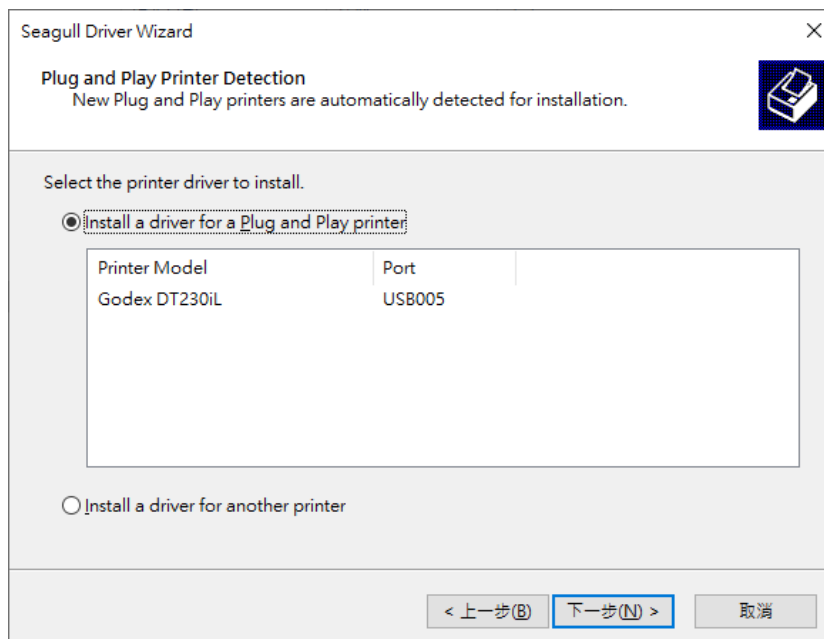 Seagull Driver Wizard
Plug and Play Printer Detection
New Plug and Play printers are automatically detected for installation.
Select the printer driver to install.
Install a driver for a Plug and Play printer
Printer Model Port
Godex DT230iL USB005
Install a driver for another printer
< 上一步(B) 下一步(N) > 取消